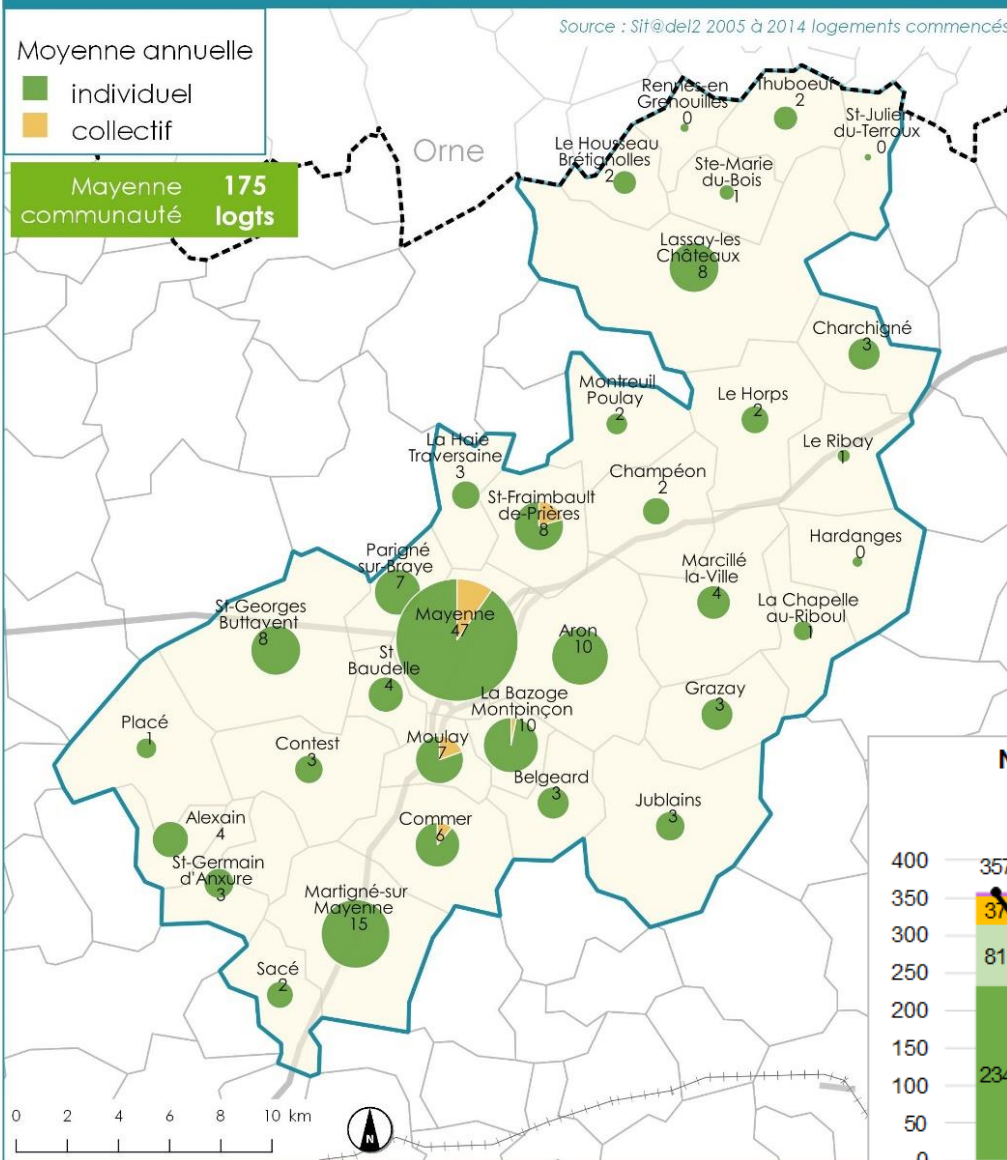 Source : Sit@del2 2005 à 2014 logements commencés
Moyenne annuelle
individuel
collectif
Mayenne
communauté
175
logts
Orne
Rennes-en
Grenouilles
0
Thuboeuf
2
St-Julien
du-Terroux
0
Le Housseau
Brétignolles
2
Ste-Marie
du-Bois
1
Lassay-les
Châteaux
8
Charchigné
3
Montreuil
Poulay
2
Le Horps
2
La Haie
Traversaine
3
Le Ribay
1
Champéon
2
St-Fraimbault
de-Prières
8
Hardanges
0
Parigné
sur-Braye
7
Marcillé
la-Ville
4
La Chapelle
au-Riboul
1
St-Georges
Buttavent
8
Mayenne
47
Aron
10
St
Baudelle
4
La Bazoge
Montpinçon
10
Grazay
3
Placé
1
Contest
3
Moulay
7
Belgeard
3
Jublains
3
Alexain
4
Commer
6
St-Germain
d'Anxure
3
Martigné-sur
Mayenne
15
Sacé
2
0 2 4 6 8 10 km
N
N
400
350
300
250
200
150
100
50
0
357
37
81
234